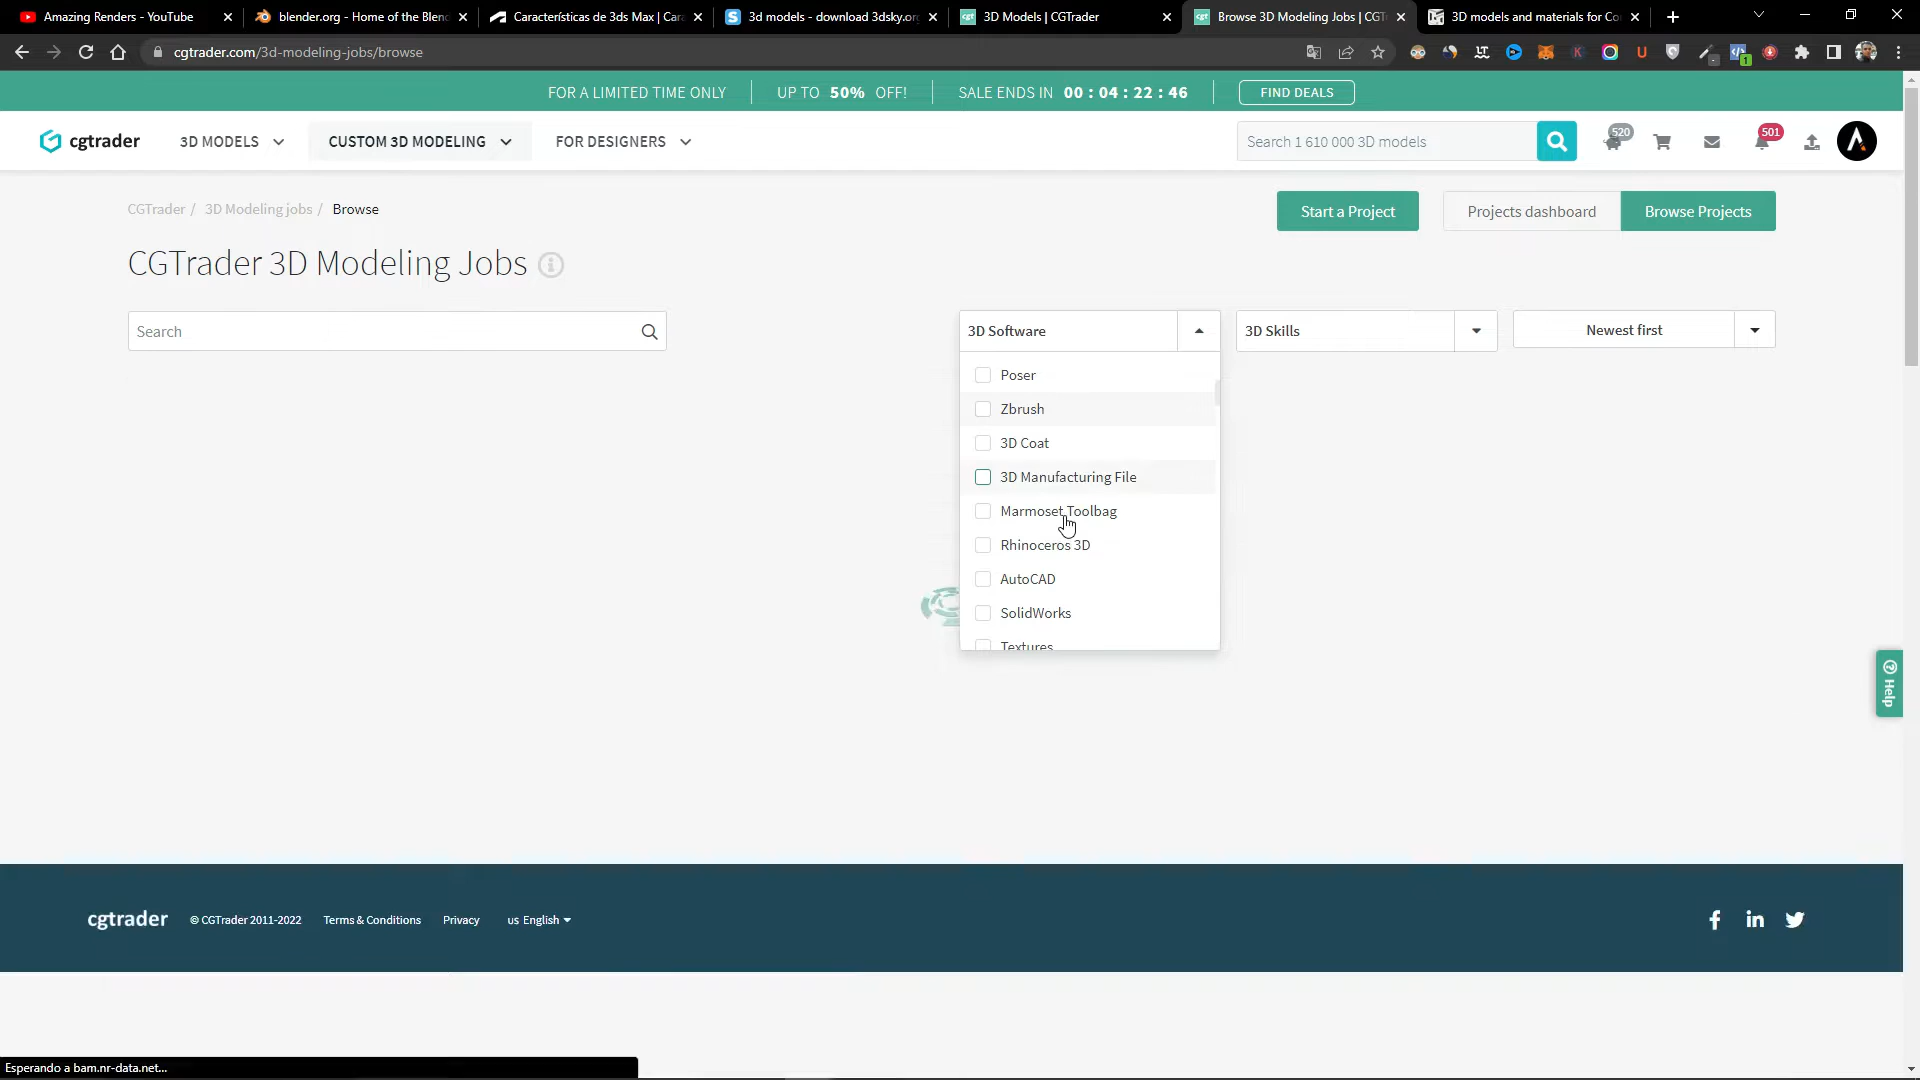 Amazing Renders - YouTube
blender.org - Home of the Blen
Características de 3ds Max | Car
3d models - download 3dsky.or
3D Models | CGTrader
Browse 3D Modeling Jobs | CGT
3D models and materials for Co
cgtrader.com/3d-modeling-jobs/browse
FOR A LIMITED TIME ONLY
UP TO 50% OFF!
SALE ENDS IN 00 : 04 : 22 : 46
FIND DEALS
cgtrader
3D MODELS
CUSTOM 3D MODELING
FOR DESIGNERS
Search 1 610 000 3D models
520
501
CGTrader / 3D Modeling jobs / Browse
Start a Project
Projects dashboard
Browse Projects
CGTrader 3D Modeling Jobs
Search
3D Software
3D Skills
Newest first
Poser
Zbrush
3D Coat
3D Manufacturing File
Marmoset Toolbag
Rhinoceros 3D
AutoCAD
SolidWorks
Textures
Help
cgtrader
© CGTrader 2011-2022
Terms & Conditions
Privacy
us English
Esperando a bam.nr-data.net...